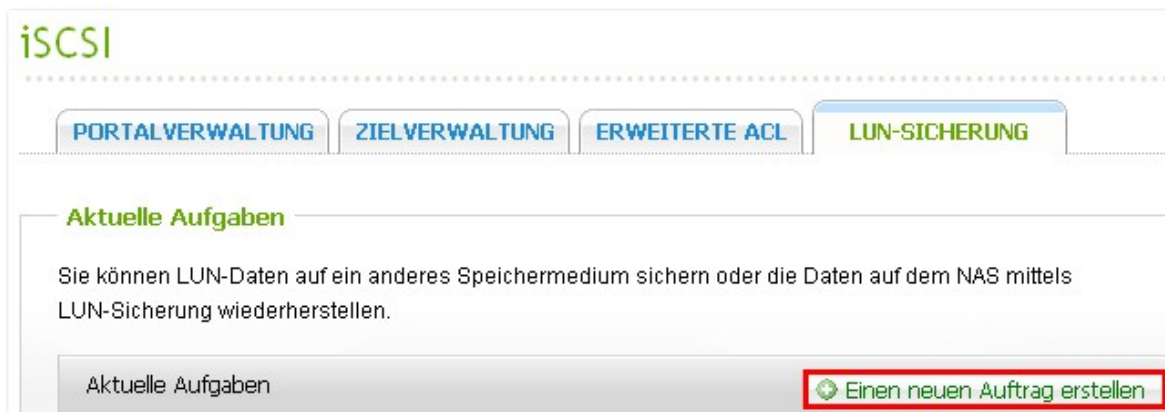 iSCSI
PORTALVERWALTUNG ZIELVERWALTUNG ERWEITERTE ACL LUN-SICHERUNG
Aktuelle Aufgaben
Sie können LUN-Daten auf ein anderes Speichermedium sichern oder die Daten auf dem NAS mittels
LUN-Sicherung wiederherstellen.
Aktuelle Aufgaben Einen neuen Auftrag erstellen